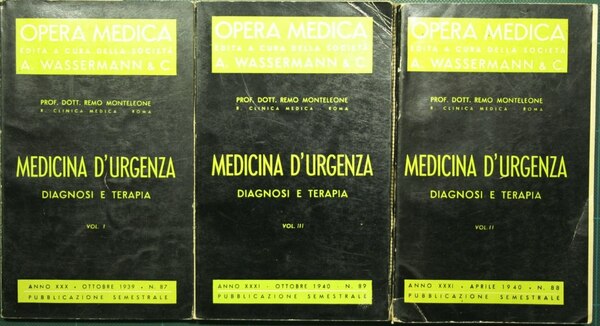 OPERA MEDICA
EDITA A CURA DELLA SOCIETÀ
A. WASSERMANN & C.
PROF. DOTT. REMO MONTELEONE
R. CLINICA MEDICA - ROMA
MEDICINA D'URGENZA
DIAGNOSI E TERAPIA
VOL. I
ANNO XXX - OTTOBRE 1939 - N. 87
PUBBLICAZIONE SEMESTRALE
OPERA MEDICA
EDITA A CURA DELLA SOCIETÀ
A. WASSERMANN & C.
PROF. DOTT. REMO MONTELEONE
R. CLINICA MEDICA - ROMA
MEDICINA D'URGENZA
DIAGNOSI E TERAPIA
VOL. III
ANNO XXXI - OTTOBRE 1940 - N. 89
PUBBLICAZIONE SEMESTRALE
OPERA MEDICA
EDITA A CURA DELLA SOCIETÀ
A. WASSERMANN & C.
PROF. DOTT. REMO MONTELEONE
R. CLINICA MEDICA - ROMA
MEDICINA D'URGENZA
DIAGNOSI E TERAPIA
VOL. II
ANNO XXXI - APRILE 1940 - N. 88
PUBBLICAZIONE SEMESTRALE